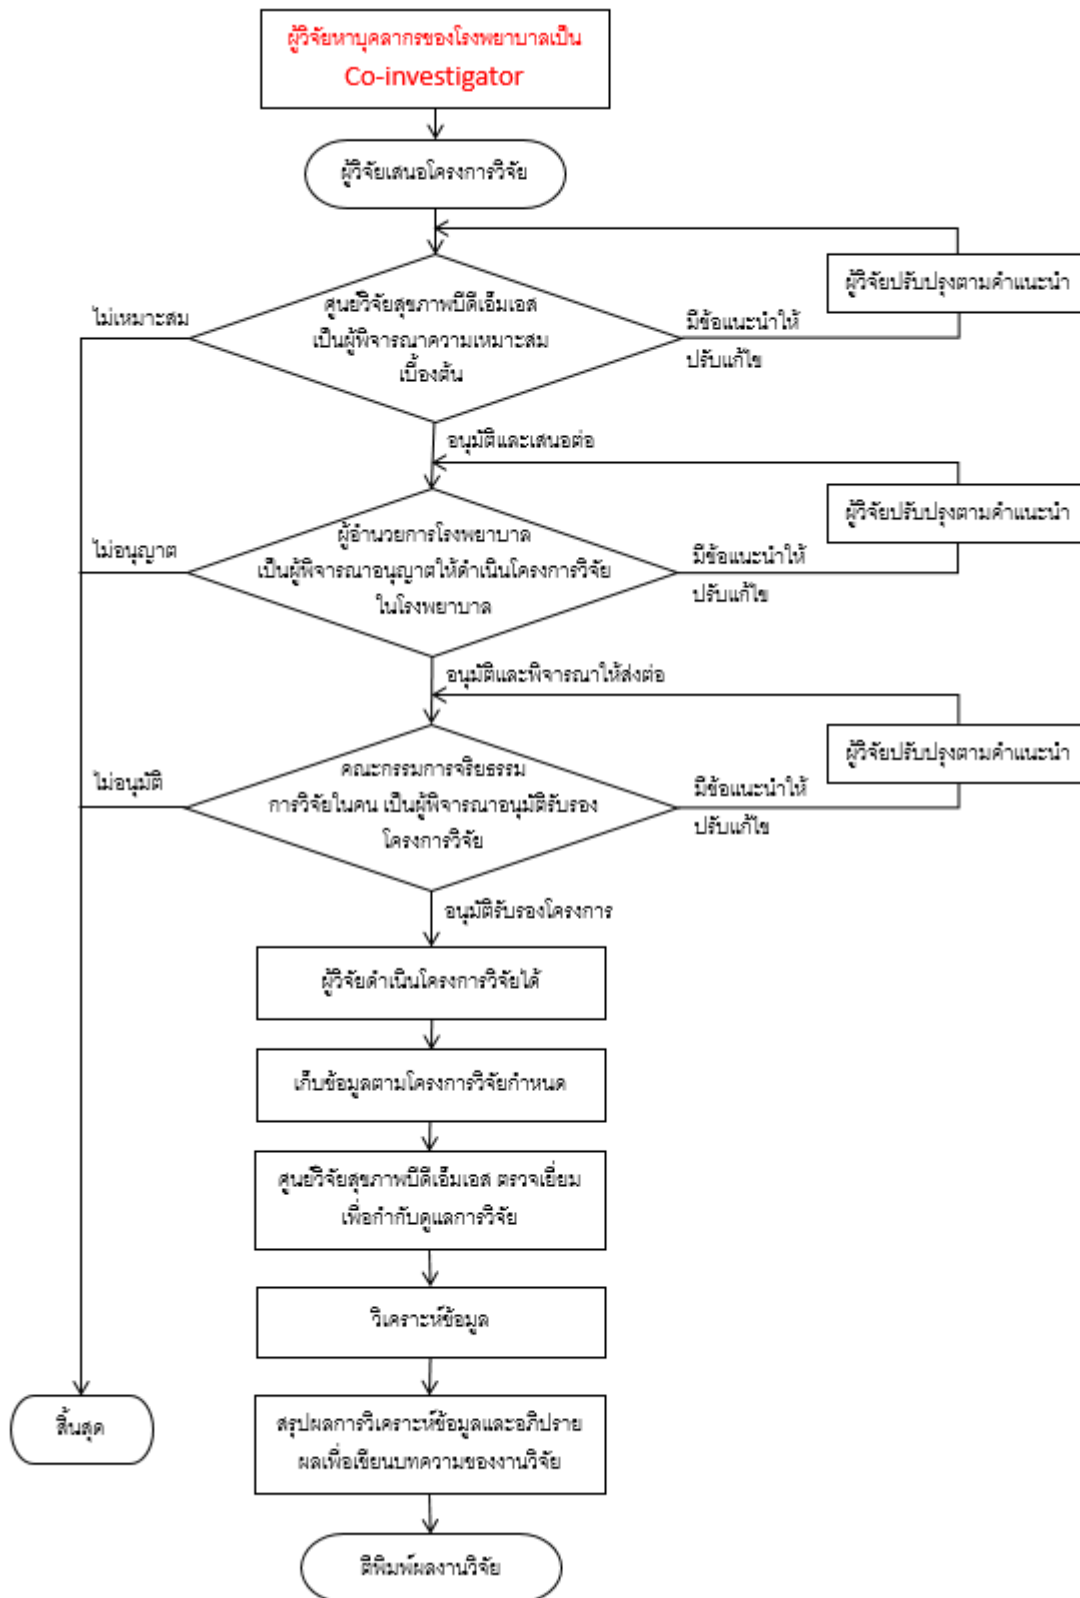 ผู้วิจัยหาบุคลากรของโรงพยาบาลเป็น
Co-investigator
ผู้วิจัยเสนอโครงการวิจัย
ผู้วิจัยปรับปรุงตามคำแนะนำ
ศูนย์วิจัยสุขภาพบีดีเอ็มเอส
เป็นผู้พิจารณาความเหมาะสม
เบื้องต้น
ไม่เหมาะสม
มีข้อแนะนำให้
ปรับแก้ไข
อนุมัติและเสนอต่อ
ผู้วิจัยปรับปรุงตามคำแนะนำ
ผู้อำนวยการโรงพยาบาล
เป็นผู้พิจารณาอนุญาตให้ดำเนินโครงการวิจัย
ในโรงพยาบาล
ไม่อนุญาต
มีข้อแนะนำให้
ปรับแก้ไข
อนุมัติและพิจารณาให้ส่งต่อ
ผู้วิจัยปรับปรุงตามคำแนะนำ
คณะกรรมการจริยธรรม
การวิจัยในคน เป็นผู้พิจารณาอนุมัติรับรอง
โครงการวิจัย
ไม่อนุมัติ
มีข้อแนะนำให้
ปรับแก้ไข
อนุมัติรับรองโครงการ
ผู้วิจัยดำเนินโครงการวิจัยได้
เก็บข้อมูลตามโครงการวิจัยกำหนด
ศูนย์วิจัยสุขภาพบีดีเอ็มเอส ตรวจเยี่ยม
เพื่อกำกับดูแลการวิจัย
วิเคราะห์ข้อมูล
สิ้นสุด
สรุปผลการวิเคราะห์ข้อมูลและอภิปราย
ผลเพื่อเขียนบทความของงานวิจัย
ตีพิมพ์ผลงานวิจัย